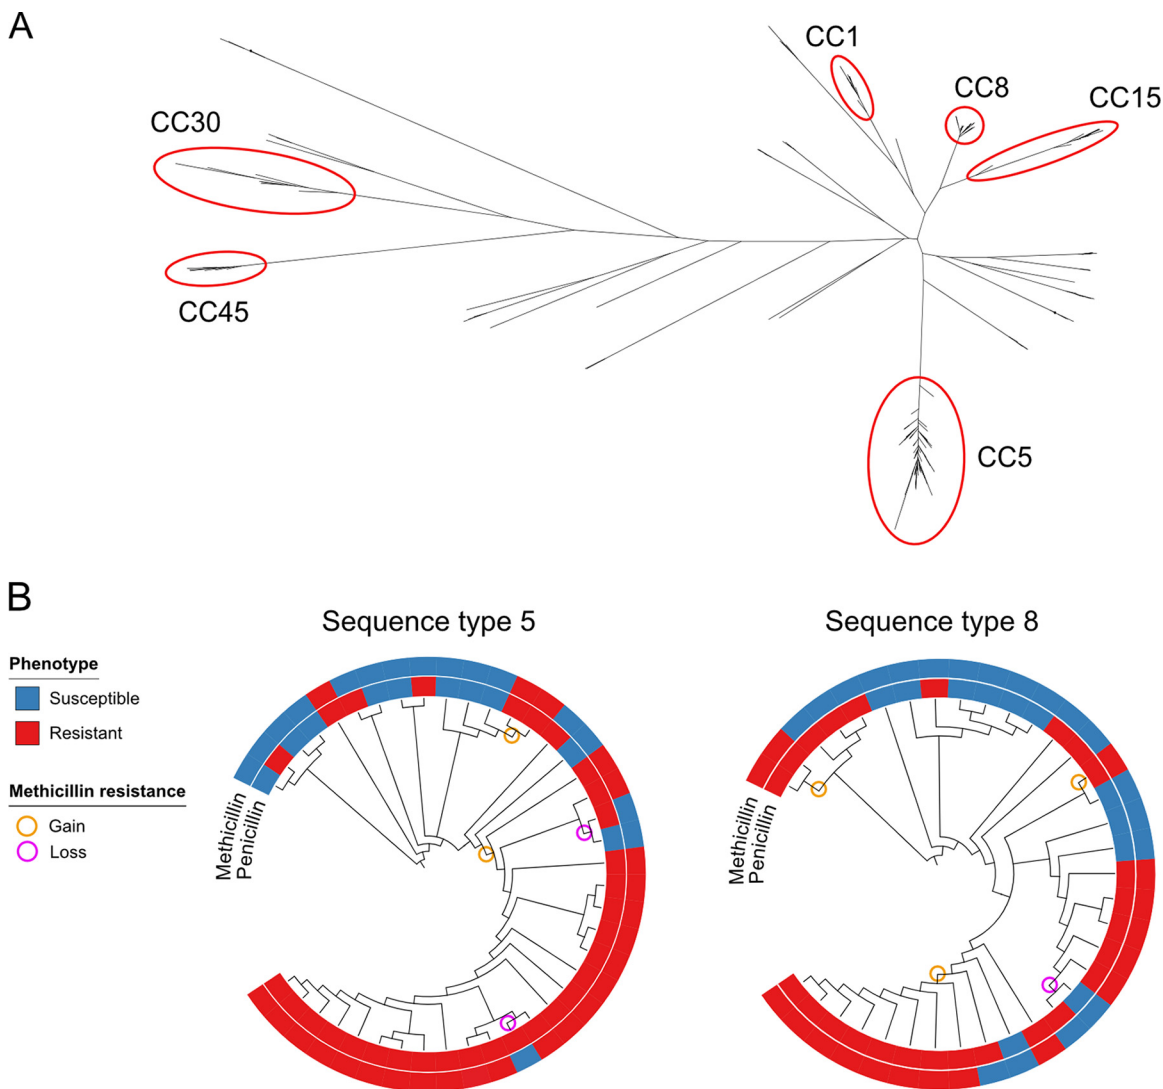 A
CC1
CC8
CC15
CC30
CC45
CC5
B
Sequence type 5
Sequence type 8
Phenotype
Susceptible
Resistant
Methicillin resistance
Gain
Loss
Methicillin
Penicillin
Methicillin
Penicillin